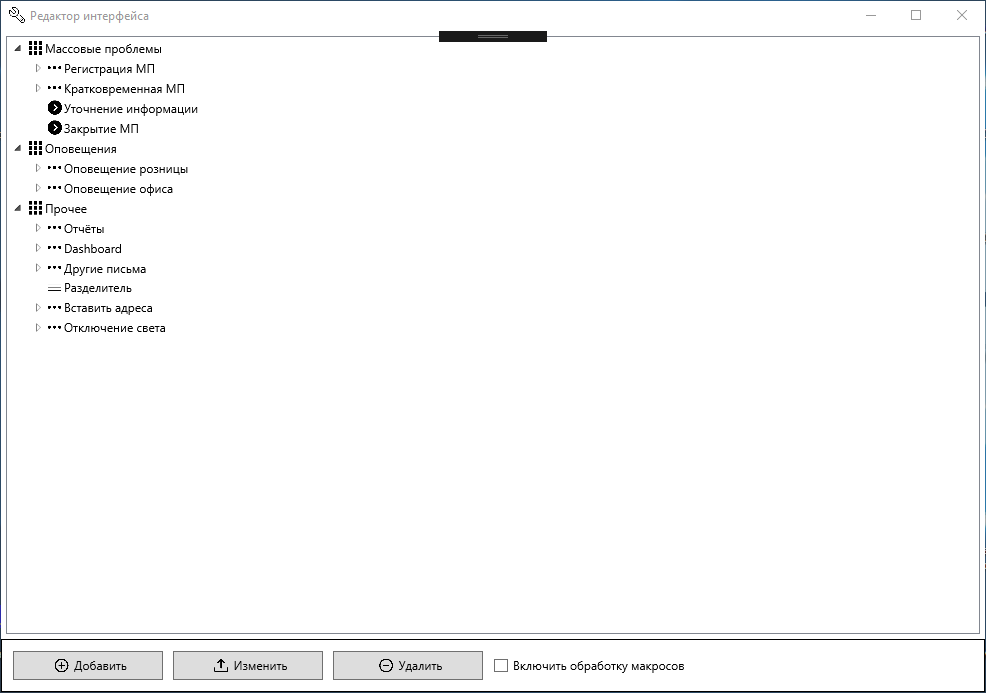 Редактор интерфейса
Массовые проблемы
Регистрация МП
Кратковременная МП
Уточнение информации
Закрытие МП
Оповещения
Оповещение розницы
Оповещение офиса
Прочее
Отчёты
Dashboard
Другие письма
Разделитель
Вставить адреса
Отключение света
Добавить Изменить Удалить Включить обработку макросов